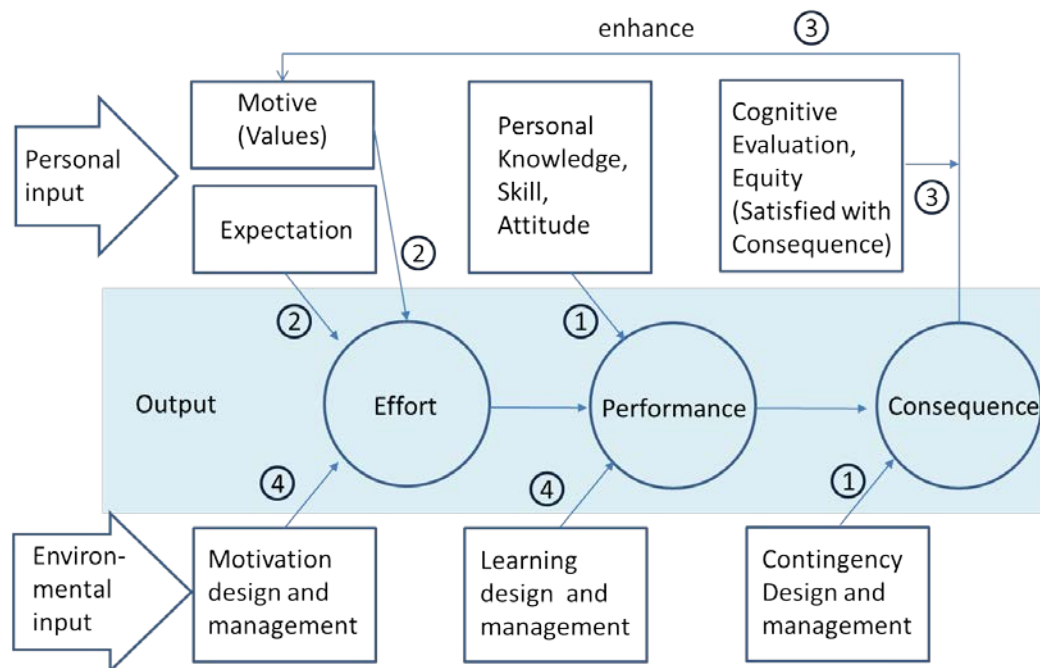 enhance ③
Personal
input
Motive
(Values)
Expectation
Personal
Knowledge,
Skill,
Attitude
Cognitive
Evaluation,
Equity
(Satisfied with
Consequence)
③
②
②
①
Output
Effort
Performance
Consequence
④
④
①
Environ-
mental
input
Motivation
design and
management
Learning
design and
management
Contingency
Design and
management